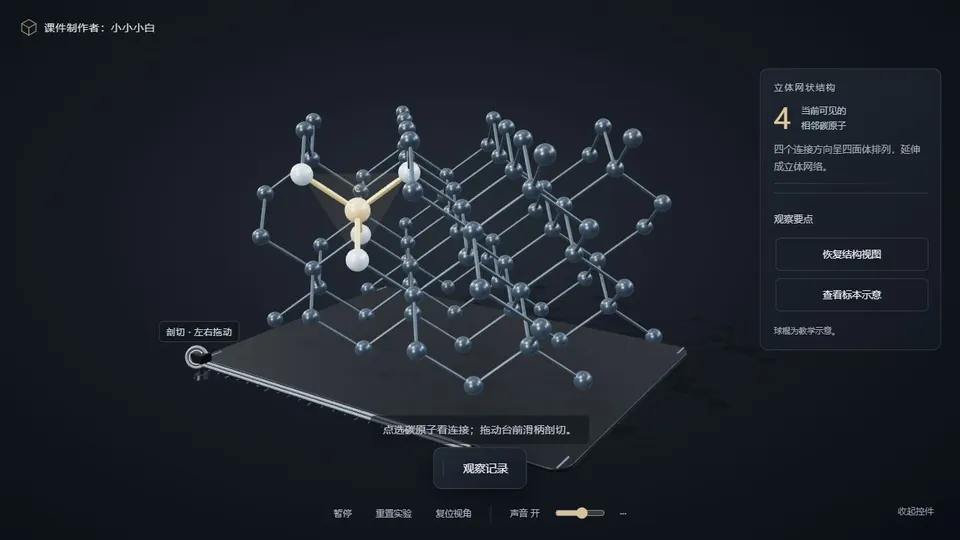 课件制作者：小小小白
立体网状结构
4
当前可见的
相邻碳原子
四个连接方向呈四面体排列，延伸
成立体网络。
观察要点
恢复结构视图
查看标本示意
球棍为教学示意。
剖切·左右拖动
点选碳原子看连接；拖动台前滑柄剖切。
观察记录
暂停 重置实验 复位视角 声音 开 ...
收起控件